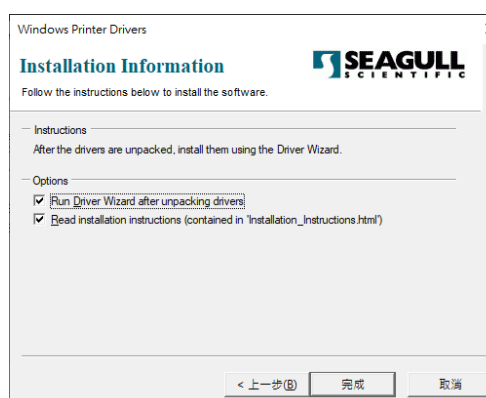 Windows Printer Drivers
Installation Information
SEAGULL
SCIENTIFIC
Follow the instructions below to install the software.
Instructions
After the drivers are unpacked, install them using the Driver Wizard.
Options
Run Driver Wizard after unpacking drivers
Read installation instructions (contained in 'Installation_Instructions.html')
< 上一步(B)
完成
取消